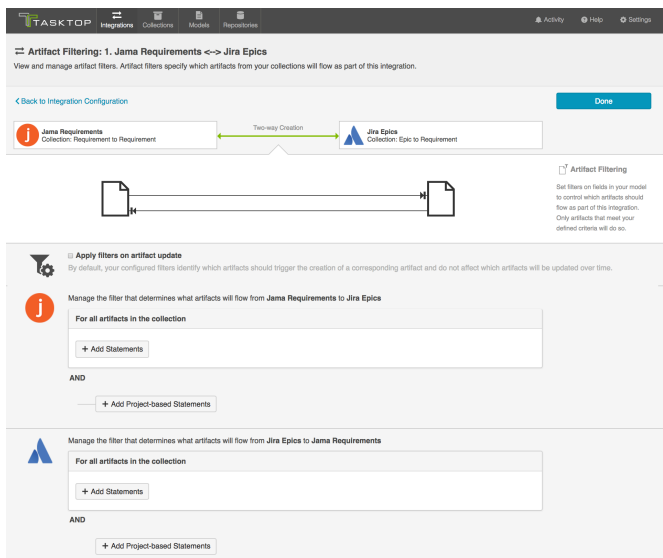 TASKTOP
Integrations
Collections
Models
Repositories
Activity
Help
Settings
Artifact Filtering: 1. Jama Requirements <--> Jira Epics
View and manage artifact filters. Artifact filters specify which artifacts from your collections will flow as part of this integration.
Back to Integration Configuration
Done
j
Jama Requirements
Collection: Requirement to Requirement
Two-way Creation
Jira Epics
Collection: Epic to Requirement
Artifact Filtering
Set filters on fields in your model
to control which artifacts should
flow as part of this integration.
Only artifacts that meet your
defined criteria will do so.
Apply filters on artifact update
By default, your configured filters identify which artifacts should trigger the creation of a corresponding artifact and do not affect which artifacts will be updated over time.
j
Manage the filter that determines what artifacts will flow from Jama Requirements to Jira Epics
For all artifacts in the collection
+ Add Statements
AND
+ Add Project-based Statements
Manage the filter that determines what artifacts will flow from Jira Epics to Jama Requirements
For all artifacts in the collection
+ Add Statements
AND
+ Add Project-based Statements